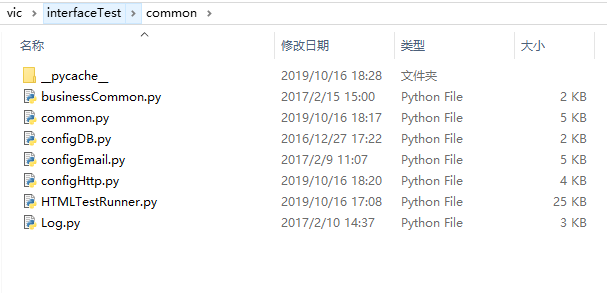 vic > interfaceTest > common >
名称 修改日期 类型 大小
__pycache__ 2019/10/16 18:28 文件夹
businessCommon.py 2017/2/15 15:00 Python File 2 KB
common.py 2019/10/16 18:17 Python File 5 KB
configDB.py 2016/12/27 17:22 Python File 2 KB
configEmail.py 2017/2/9 11:07 Python File 5 KB
configHttp.py 2019/10/16 18:20 Python File 4 KB
HTMLTestRunner.py 2019/10/16 17:08 Python File 25 KB
Log.py 2017/2/10 14:37 Python File 3 KB